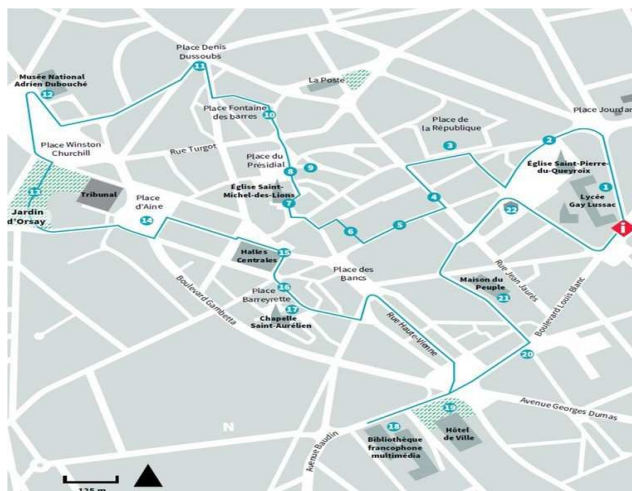 Place Denis
Dussoubs
11
Musée National
Adrien Dubouché
12
La Poste
Place Fontaine
des barres
10
Place Jourdan
Place de
la République
3
2
Place Winston
Churchill
Rue Turgot
Place du
Présidial
8
9
Église Saint-Pierre-
du-Queyroix
1
Lycée
Gay Lussac
Église Saint-
Michel-des-Lions
7
13
Jardin
d'Orsay
Tribunal
Place
d'Aine
14
4
22
i
5
6
Halles
Centrales
15
Rue Jean Jaurès
Place des
Bancs
Maison du
Peuple
21
Boulevard Louis Blanc
Boulevard Gambetta
16
Place
Barreyrette
17
Chapelle
Saint-Aurélien
Rue Haute-Vienne
20
Avenue Georges Dumas
19
Hôtel
de Ville
18
Bibliothèque
francophone
multimédia
Avenue Baudin
N
125 m